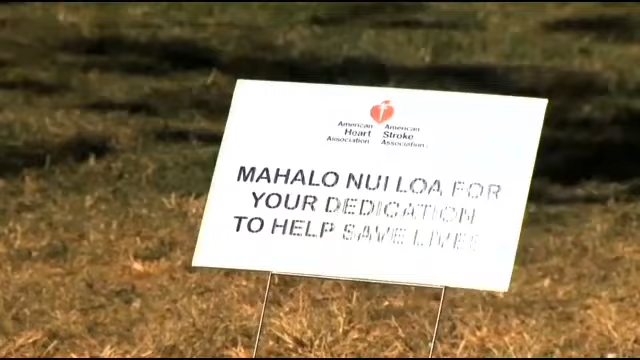 American Heart Association
American Stroke Association
MAHALO NUI LOA FOR
YOUR DEDICATION
TO HELP SAVE LIVES